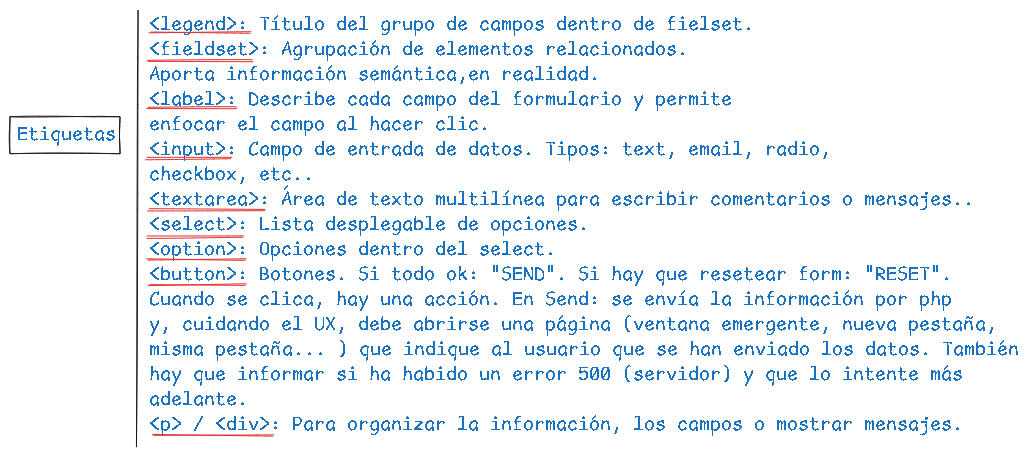 <legend>: Título del grupo de campos dentro de fielset.
<fieldset>: Agrupación de elementos relacionados.
Aporta información semántica,en realidad.
<label>: Describe cada campo del formulario y permite
enfocar el campo al hacer clic.
Etiquetas
<input>: Campo de entrada de datos. Tipos: text, email, radio,
checkbox, etc..
<textarea>: Área de texto multilínea para escribir comentarios o mensajes..
<select>: Lista desplegable de opciones.
<option>: Opciones dentro del select.
<button>: Botones. Si todo ok: "SEND". Si hay que resetear form: "RESET".
Cuando se clica, hay una acción. En Send: se envía la información por php
y, cuidando el UX, debe abrirse una página (ventana emergente, nueva pestaña,
misma pestaña... ) que indique al usuario que se han enviado los datos. También
hay que informar si ha habido un error 500 (servidor) y que lo intente más
adelante.
<p> / <div>: Para organizar la información, los campos o mostrar mensajes.